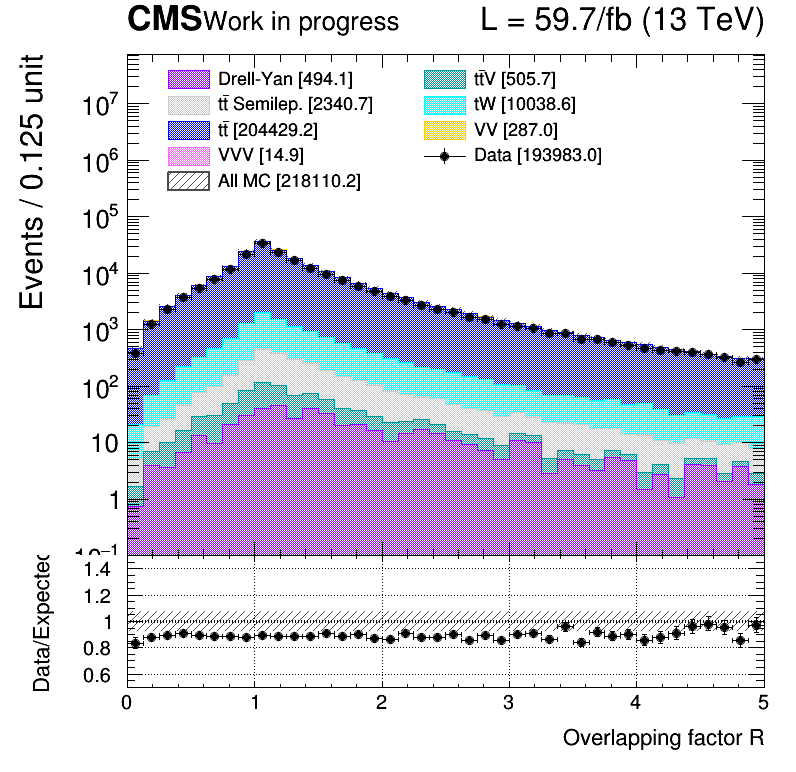 CMS Work in progress L = 59.7/fb (13 TeV)
Events / 0.125 unit
Drell-Yan [494.1]
tt̄V [505.7]
tt̄ Semilep. [2340.7]
tW [10038.6]
tt̄ [204429.2]
VV [287.0]
VVV [14.9]
Data [193983.0]
All MC [218110.2]
10⁷
10⁶
10⁵
10⁴
10³
10²
10
1
10⁻¹
Data/Expected
1.4
1.2
1
0.8
0.6
0 1 2 3 4 5
Overlapping factor R